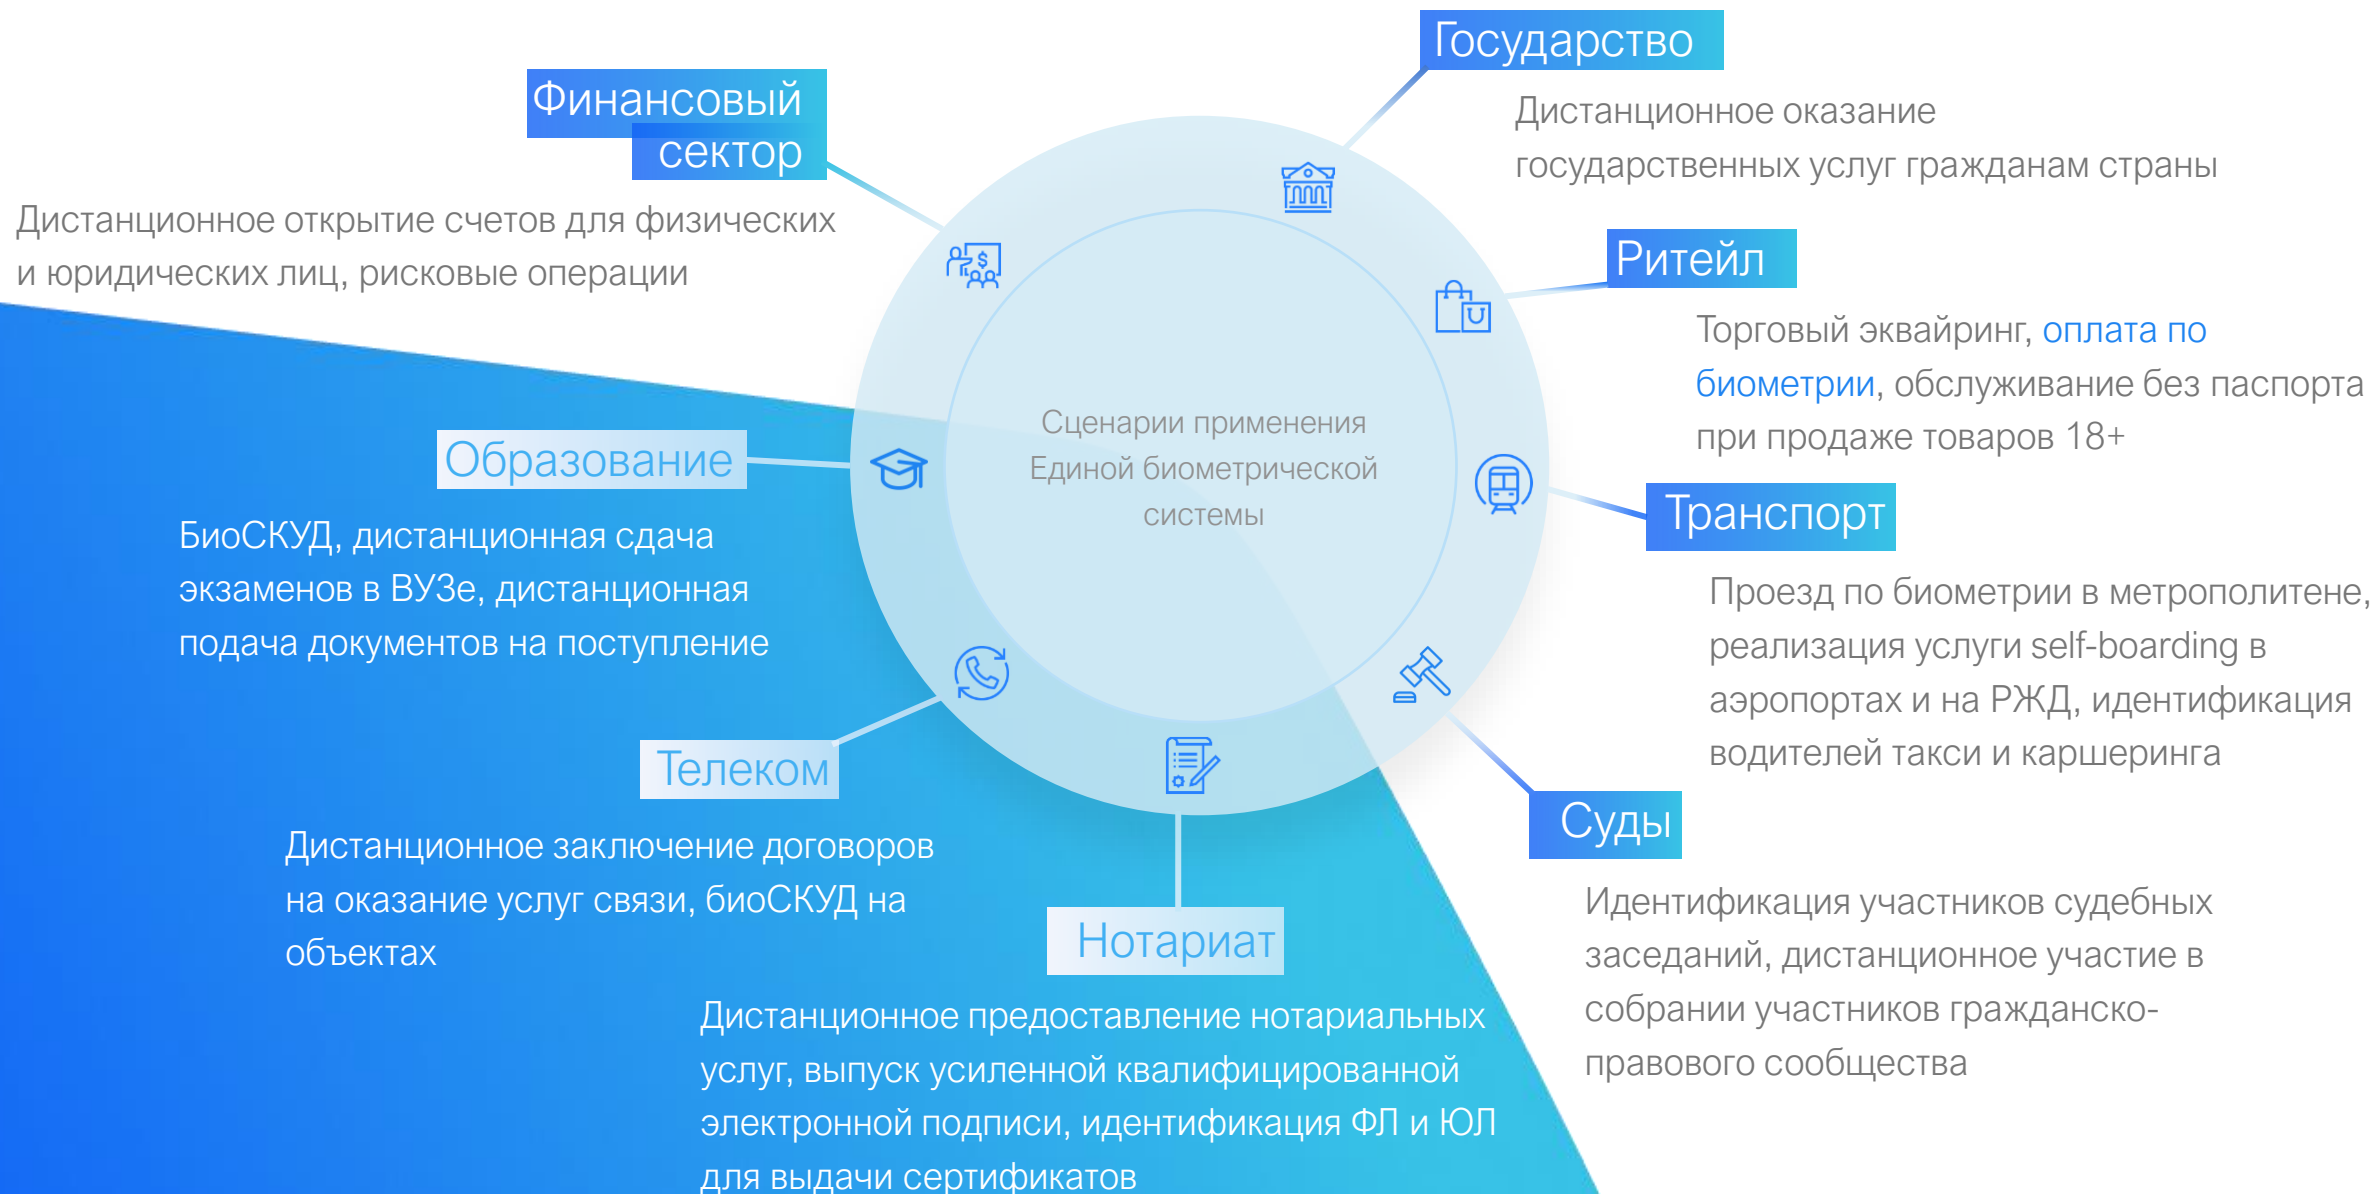 Государство
Дистанционное оказание
государственных услуг гражданам страны
Финансовый
сектор
Дистанционное открытие счетов для физических
и юридических лиц, рисковые операции
Ритейл
Торговый эквайринг, оплата по
биометрии, обслуживание без паспорта
при продаже товаров 18+
Сценарии применения
Единой биометрической
системы
Образование
БиоСКУД, дистанционная сдача
экзаменов в ВУЗе, дистанционная
подача документов на поступление
Транспорт
Проезд по биометрии в метрополитене,
реализация услуги self-boarding в
аэропортах и на РЖД, идентификация
водителей такси и каршеринга
Телеком
Дистанционное заключение договоров
на оказание услуг связи, биоСКУД на
объектах
Суды
Идентификация участников судебных
заседаний, дистанционное участие в
собрании участников гражданско-
правового сообщества
Нотариат
Дистанционное предоставление нотариальных
услуг, выпуск усиленной квалифицированной
электронной подписи, идентификация ФЛ и ЮЛ
для выдачи сертификатов